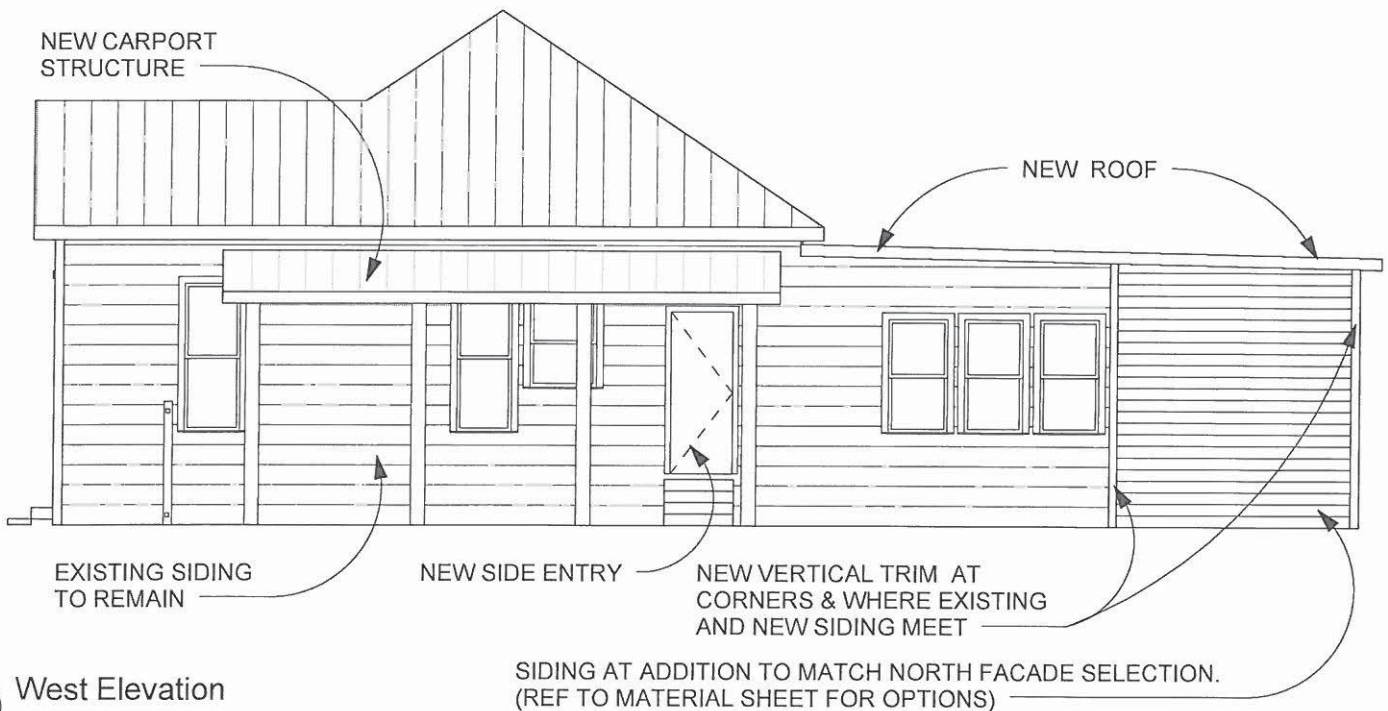 NEW CARPORT
STRUCTURE
NEW ROOF
EXISTING SIDING
TO REMAIN
NEW SIDE ENTRY
NEW VERTICAL TRIM AT
CORNERS & WHERE EXISTING
AND NEW SIDING MEET
SIDING AT ADDITION TO MATCH NORTH FACADE SELECTION.
(REF TO MATERIAL SHEET FOR OPTIONS)
West Elevation